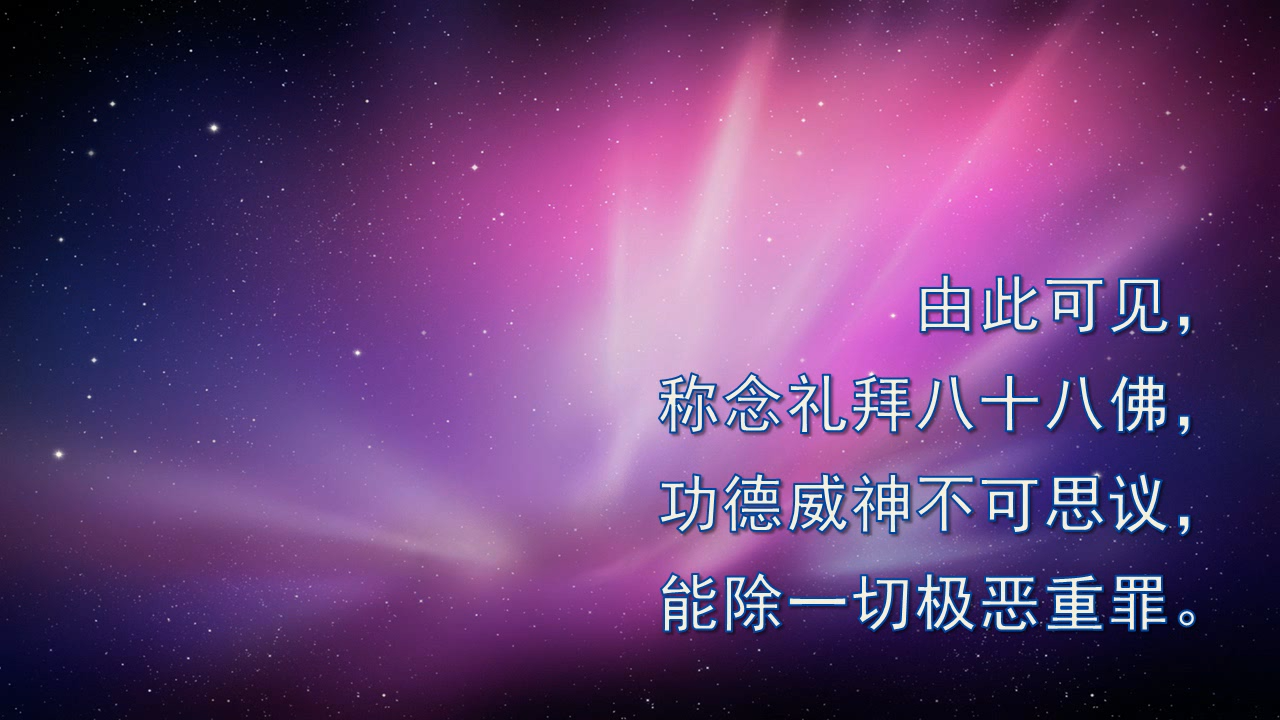 由此可见，
称念礼拜八十八佛，
功德威神不可思议，
能除一切极恶重罪。